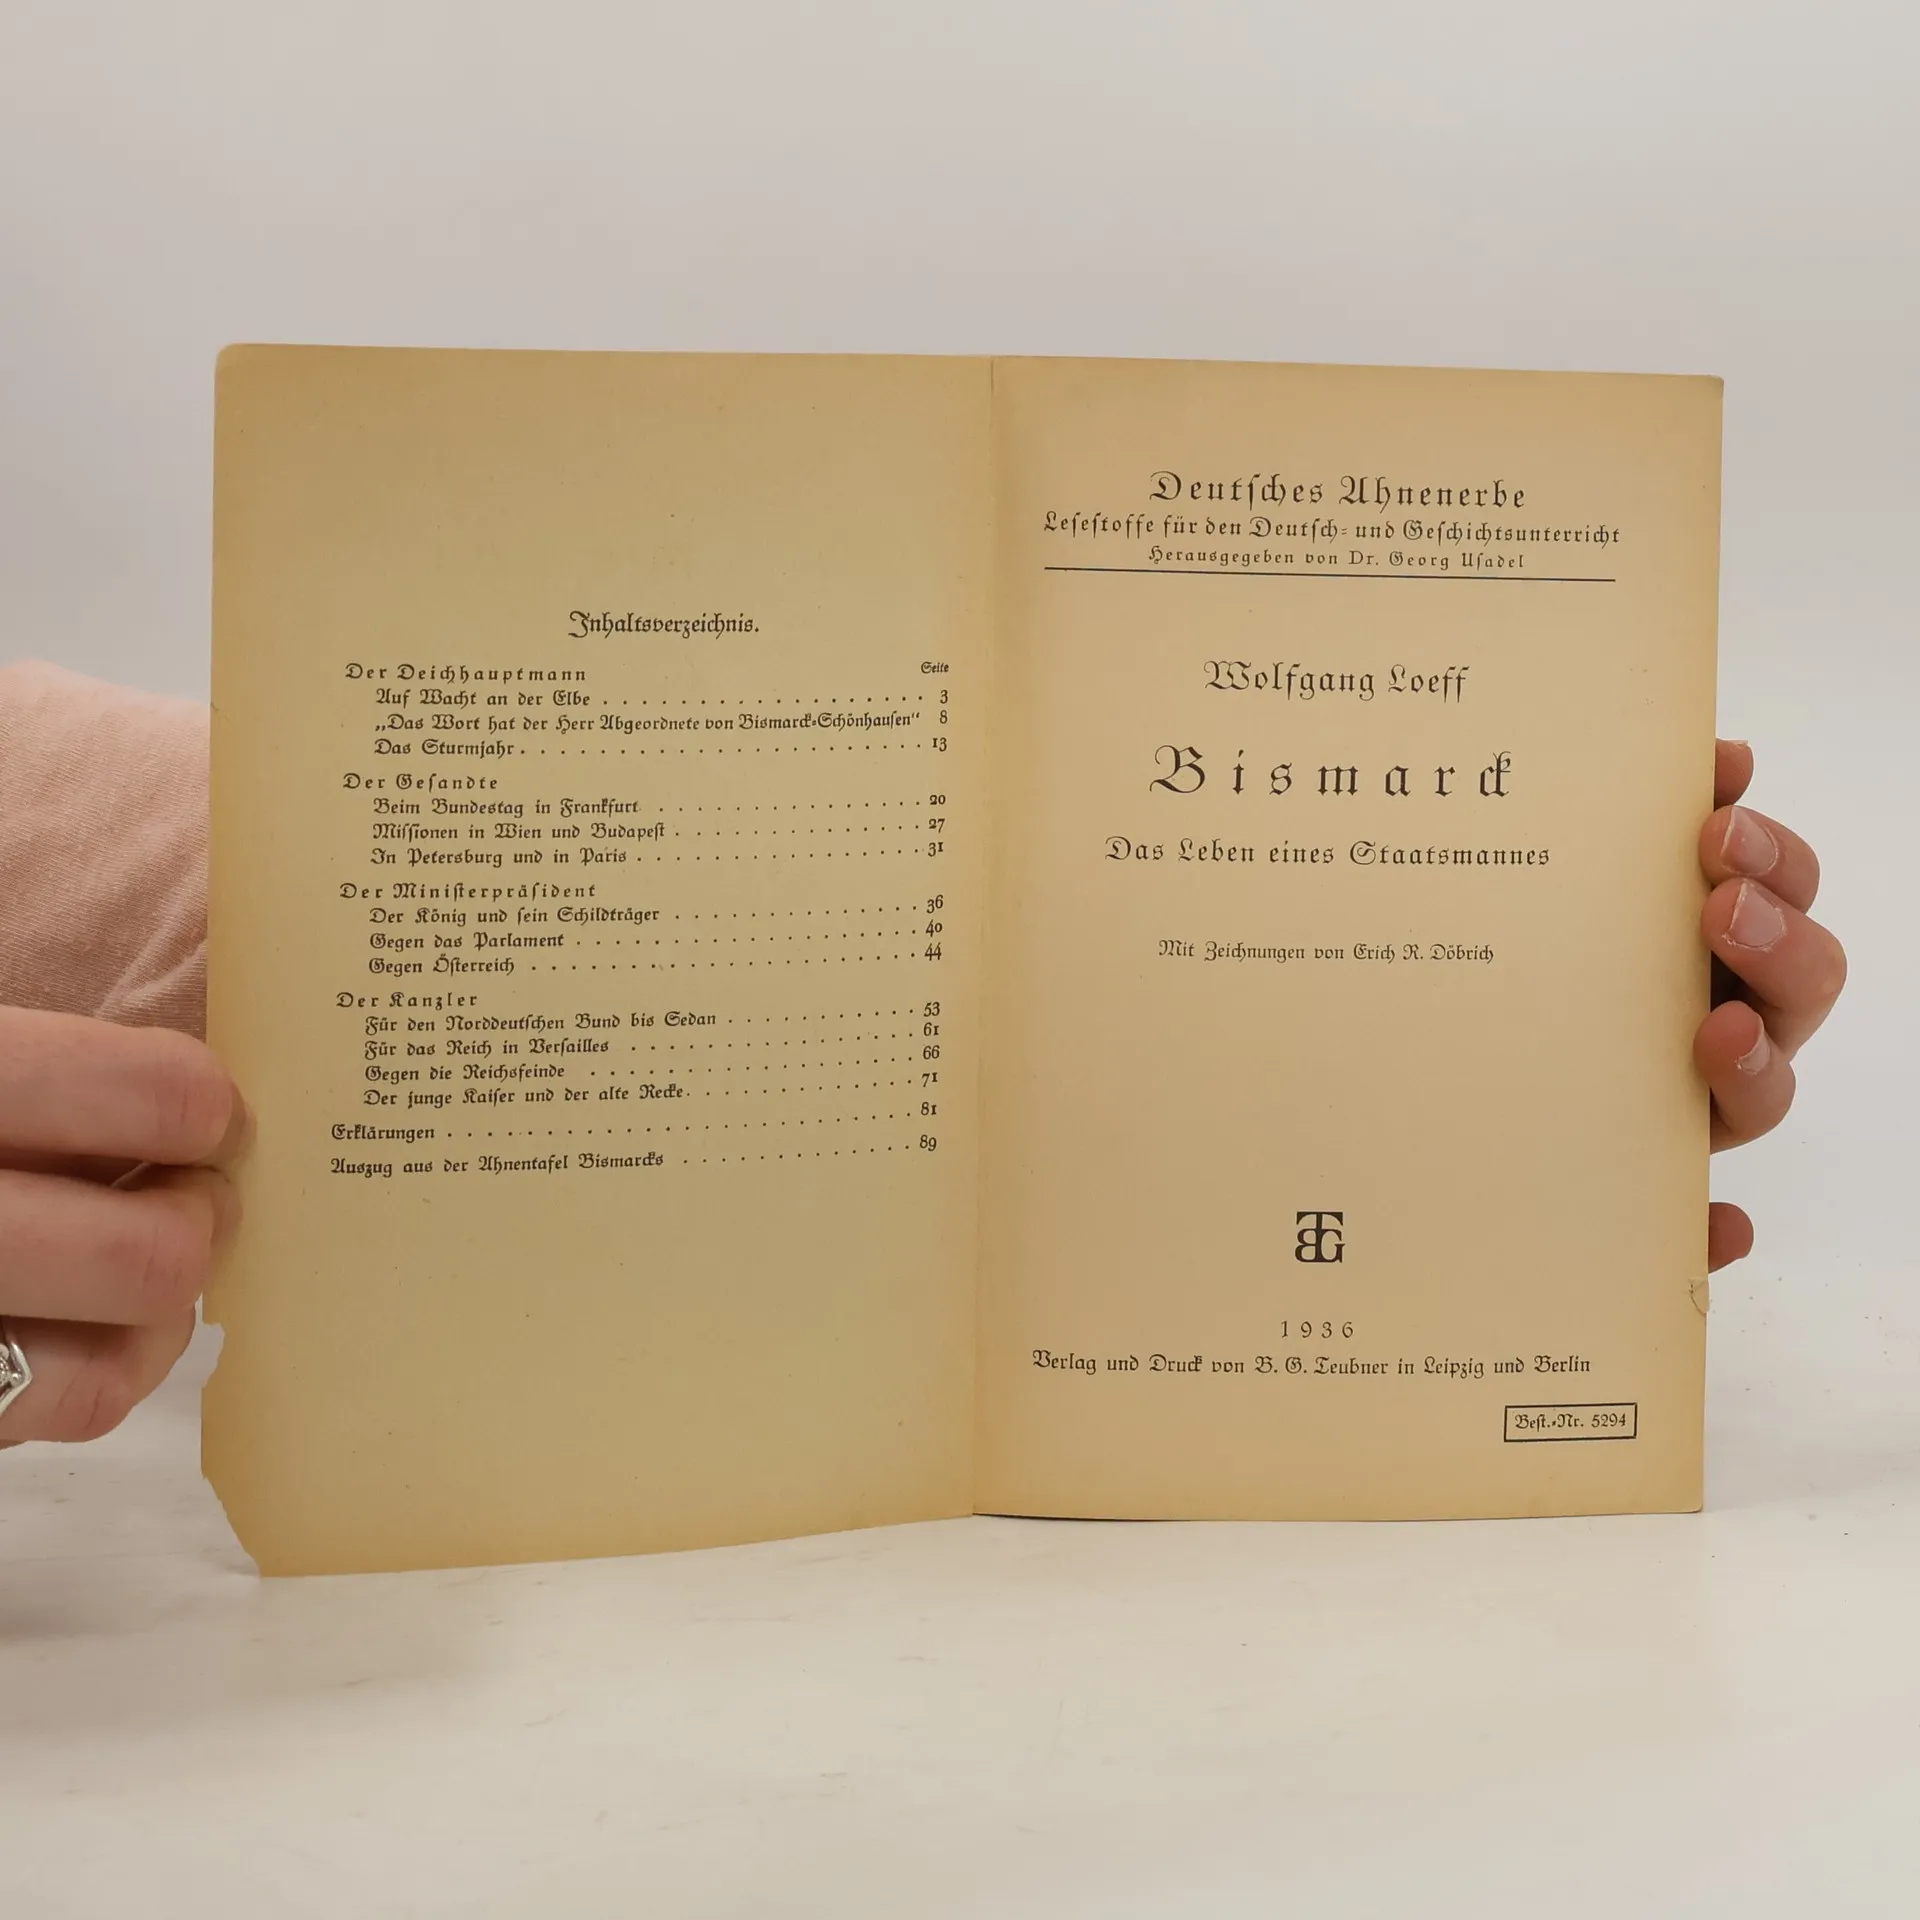 Inhaltsverzeichnis.
Seite
Der Deichhauptmann
Auf Wacht an der Elbe . . . . . . . . . . . . . . . . . 3
„Das Wort hat der Herr Abgeordnete von Bismarck-Schönhausen“ 8
Das Sturmjahr . . . . . . . . . . . . . . . . . . . . . 13
Der Gesandte
Beim Bundestag in Frankfurt . . . . . . . . . . . . . . 20
Missionen in Wien und Budapest . . . . . . . . . . . . . 27
In Petersburg und in Paris . . . . . . . . . . . . . . . 31
Der Ministerpräsident
Der König und sein Schildträger . . . . . . . . . . . . . 36
Gegen das Parlament . . . . . . . . . . . . . . . . . . 40
Gegen Österreich . . . . . . . . . . . . . . . . . . . . 44
Der Kanzler
Für den Norddeutschen Bund bis Sedan . . . . . . . . . . 53
Für das Reich in Versailles . . . . . . . . . . . . . . . 61
Gegen die Reichsfeinde . . . . . . . . . . . . . . . . . 66
Der junge Kaiser und der alte Recke . . . . . . . . . . . 71
Erklärungen . . . . . . . . . . . . . . . . . . . . . . . 81
Auszug aus der Ahnentafel Bismarcks . . . . . . . . . . . 89
Deutsches Ahnenerbe
Lesestoffe für den Deutsch- und Geschichtsunterricht
Herausgegeben von Dr. Georg Usadel
Wolfgang Loeff
Bismarck
Das Leben eines Staatsmannes
Mit Zeichnungen von Erich R. Döbrich
BTG
1936
Verlag und Druck von B. G. Teubner in Leipzig und Berlin
Best.-Nr. 5294